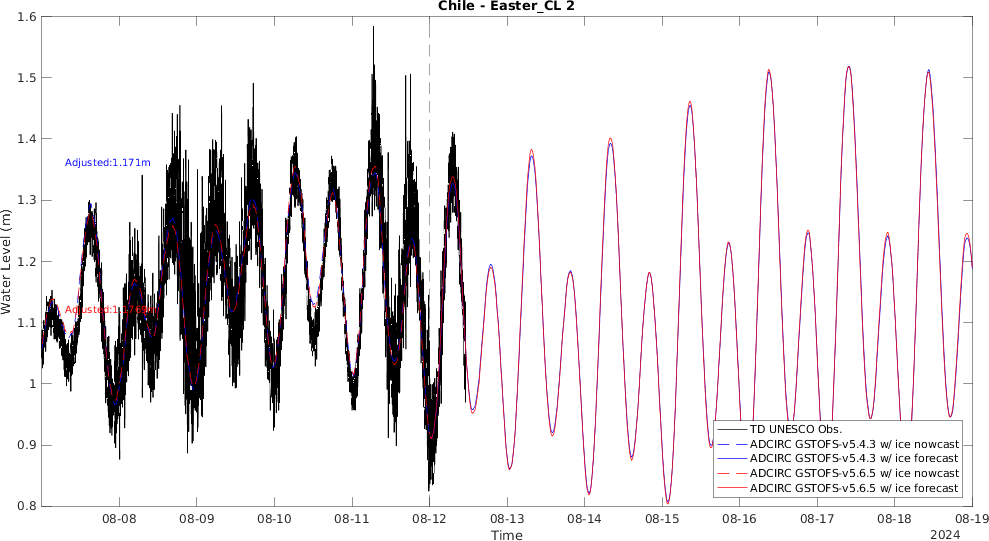 Chile - Easter_CL 2
1.6
1.5
1.4
1.3
1.2
1.1
1
0.9
0.8
Water Level (m)
Adjusted:1.171m
TD UNESCO Obs.
ADCIRC GSTOFS-v5.4.3 w/ ice nowcast
ADCIRC GSTOFS-v5.4.3 w/ ice forecast
ADCIRC GSTOFS-v5.6.5 w/ ice nowcast
ADCIRC GSTOFS-v5.6.5 w/ ice forecast
08-08
08-09
08-10
08-11
08-12
08-13
08-14
08-15
08-16
08-17
08-18
08-19
Time
2024